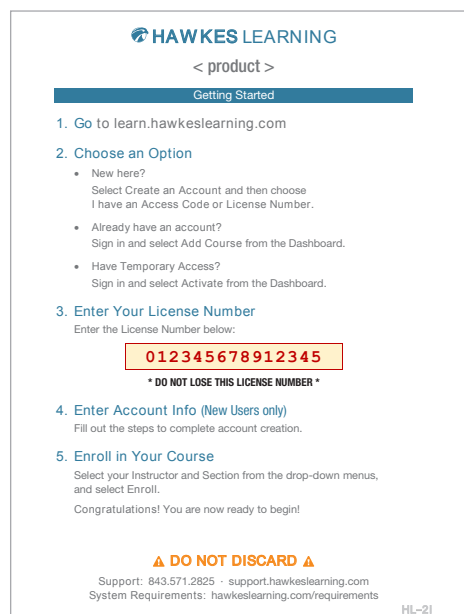 HAWKES LEARNING
< product >
Getting Started
1. Go to learn.hawkeslearning.com
2. Choose an Option
• New here?
Select Create an Account and then choose
I have an Access Code or License Number.
• Already have an account?
Sign in and select Add Course from the Dashboard.
• Have Temporary Access?
Sign in and select Activate from the Dashboard.
3. Enter Your License Number
Enter the License Number below:
012345678912345
* DO NOT LOSE THIS LICENSE NUMBER *
4. Enter Account Info (New Users only)
Fill out the steps to complete account creation.
5. Enroll in Your Course
Select your Instructor and Section from the drop-down menus,
and select Enroll.
Congratulations! You are now ready to begin!
DO NOT DISCARD
Support: 843.571.2825 · support.hawkeslearning.com
System Requirements: hawkeslearning.com/requirements
HL–2I